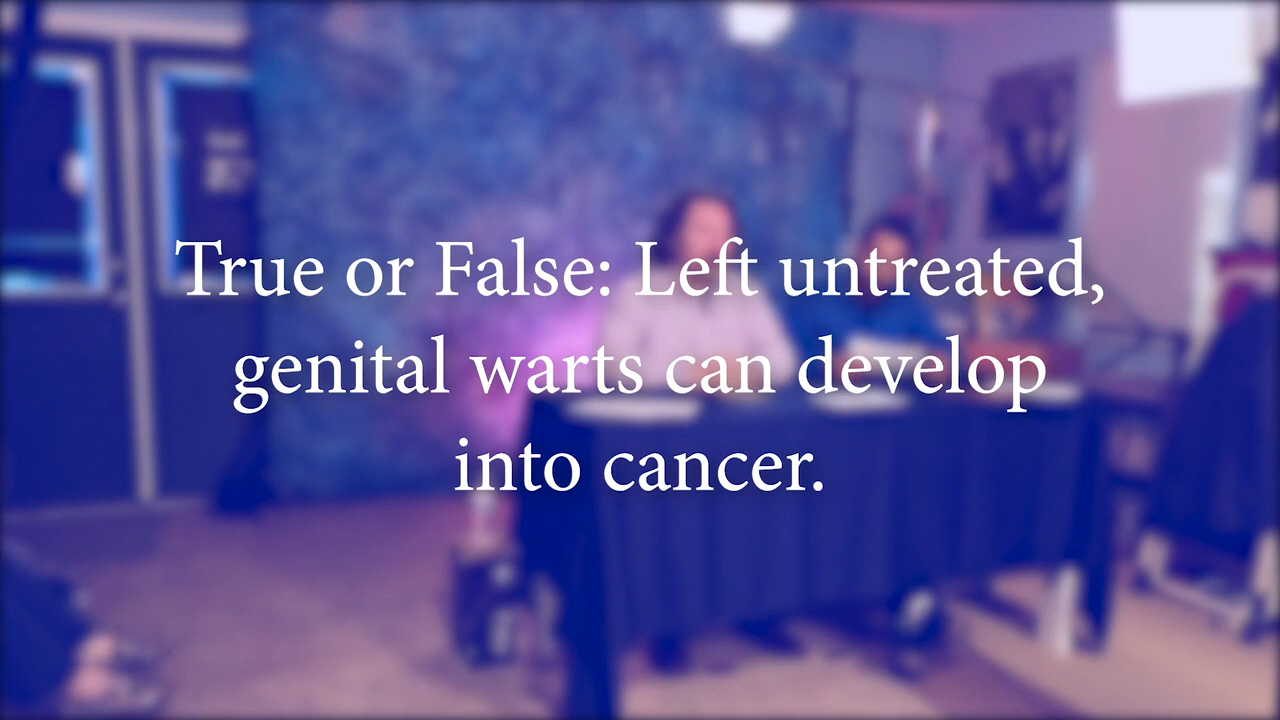 True or False: Left untreated,
genital warts can develop
into cancer.